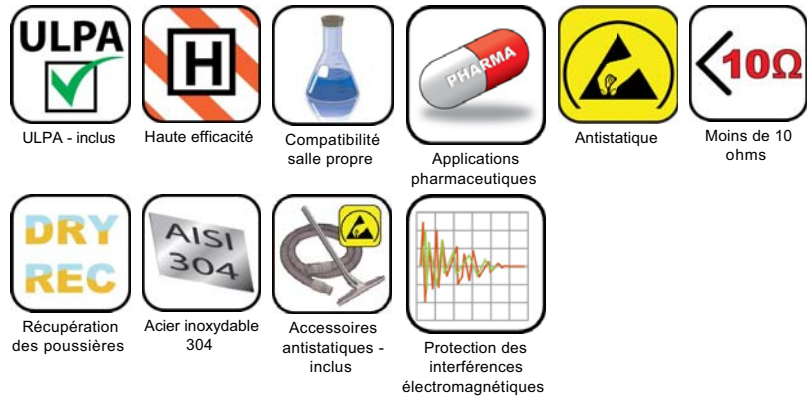 ULPA
H
PHARMA
<10Ω
ULPA - inclus
Haute efficacité
Compatibilité
salle propre
Applications
pharmaceutiques
Antistatique
Moins de 10
ohms
DRY
REC
AISI
304
Récupération
des poussières
Acier inoxydable
304
Accessoires
antistatiques -
inclus
Protection des
interférences
électromagnétiques